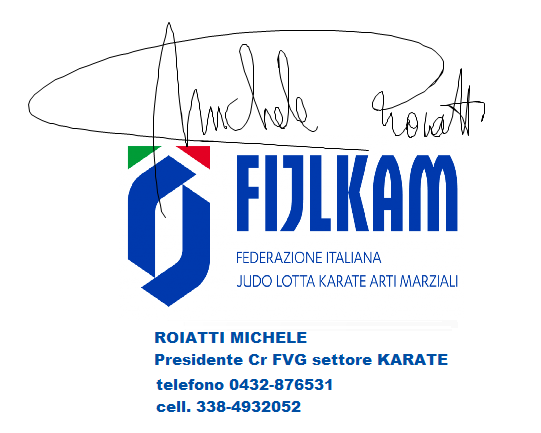 Michele Roiatti
FIJLKAM
FEDERAZIONE ITALIANA
JUDO LOTTA KARATE ARTI MARZIALI
ROIATTI MICHELE
Presidente Cr FVG settore KARATE
telefono 0432-876531
cell. 338-4932052